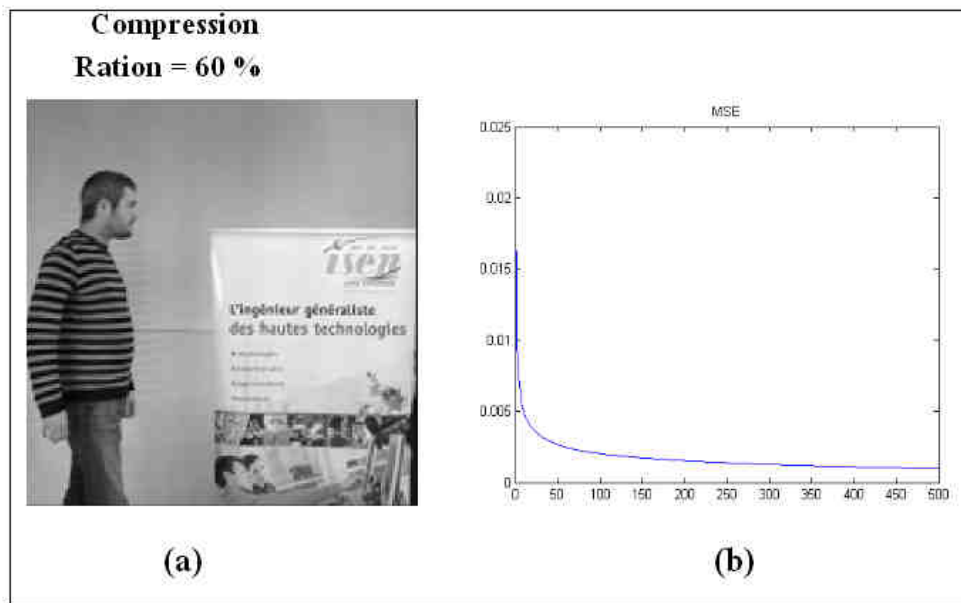 Compression
Ration = 60 %
isen
L'ingénieur généraliste
des hautes technologies
MSE
0.025
0.02
0.015
0.01
0.005
0
0 50 100 150 200 250 300 350 400 450 500
(a)
(b)